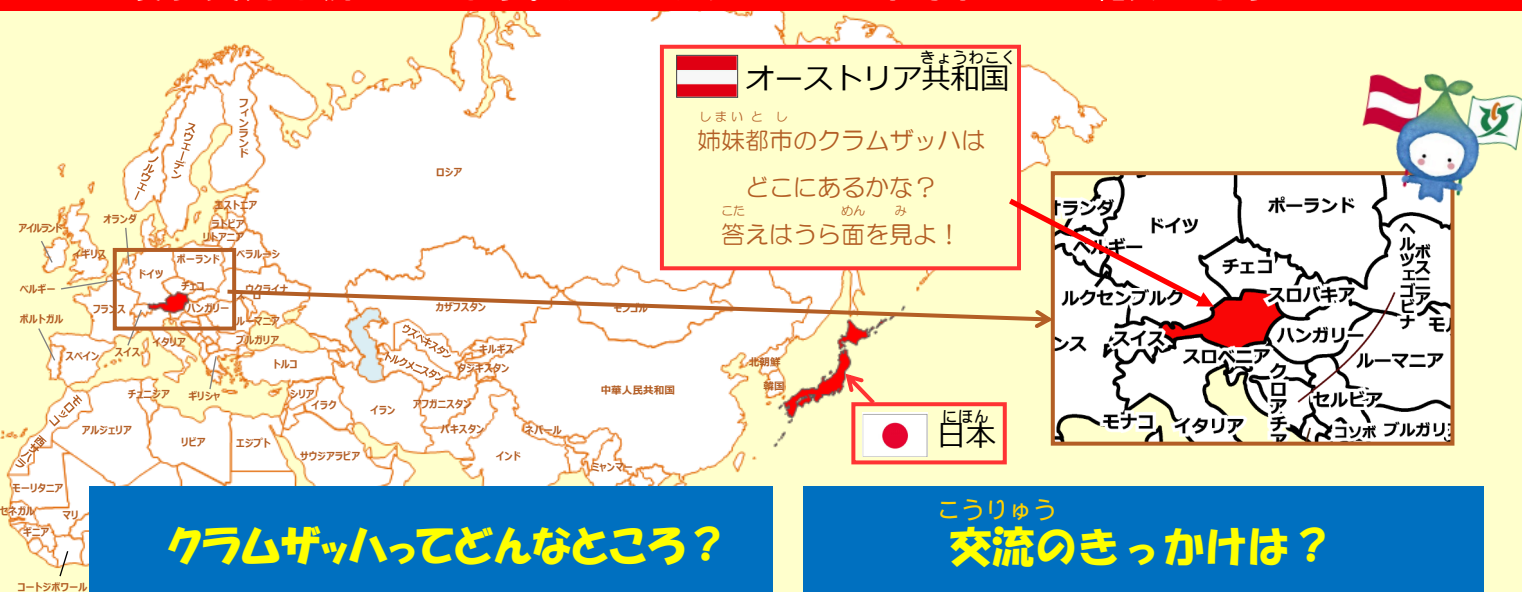 きょうわこく
オーストリア共和国
しまいとし
姉妹都市のクラムザッハは
どこにあるかな？
こた めん み
答えはうら面を見よ！
フィンランド
スウェーデン
ノルウェー
ロシア
エストニア
ラトビア
リトアニア
オランダ
アイルランド
イギリス
ポーランド
ベラルーシ
ドイツ
ベルギー
チェコ
ウクライナ
フランス
ハンガリー
ルーマニア
ポルトガル
ブルガリア
スペイン
スイス
イタリア
ギリシャ
トルコ
カザフスタン
モンゴル
ウズベキスタン
キルギス
トルクメニスタン
タジキスタン
北朝鮮
韓国
中華人民共和国
チュニジア
シリア
イラク
イラン
アフガニスタン
モロッコ
アルジェリア
リビア
エジプト
サウジアラビア
パキスタン
ネパール
インド
ミャンマー
西サハラ
モーリタニア
セネガル
マリ
ギニア
コートジボワール
にほん
日本
オランダ
ドイツ
ポーランド
ベルギー
チェコ
ボスニア
ヘルツェゴビナ
ルクセンブルク
スロバキア
ンス
スイス
ハンガリー
スロベニア
ルーマニア
クロアチア
セルビア
モナコ
イタリア
コソボ
ブルガリ
クラムザッハってどんなところ？
こうりゅう
交流のきっかけは？